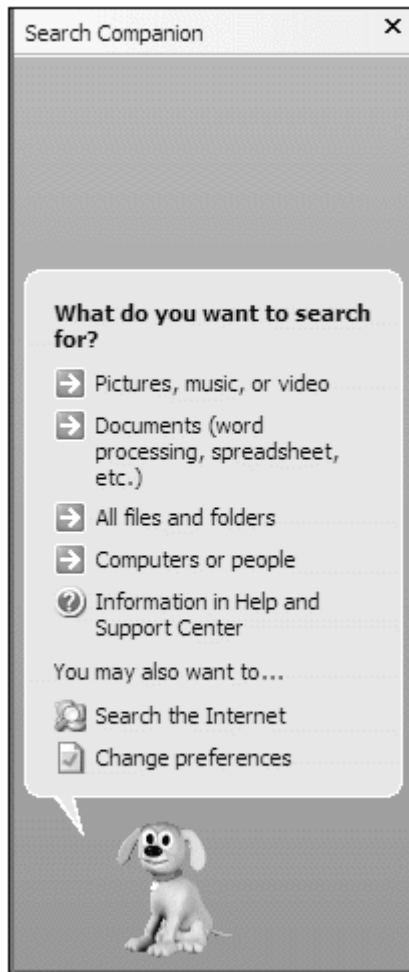 Search Companion
What do you want to search
for?
Pictures, music, or video
Documents (word
processing, spreadsheet,
etc.)
All files and folders
Computers or people
Information in Help and
Support Center
You may also want to...
Search the Internet
Change preferences